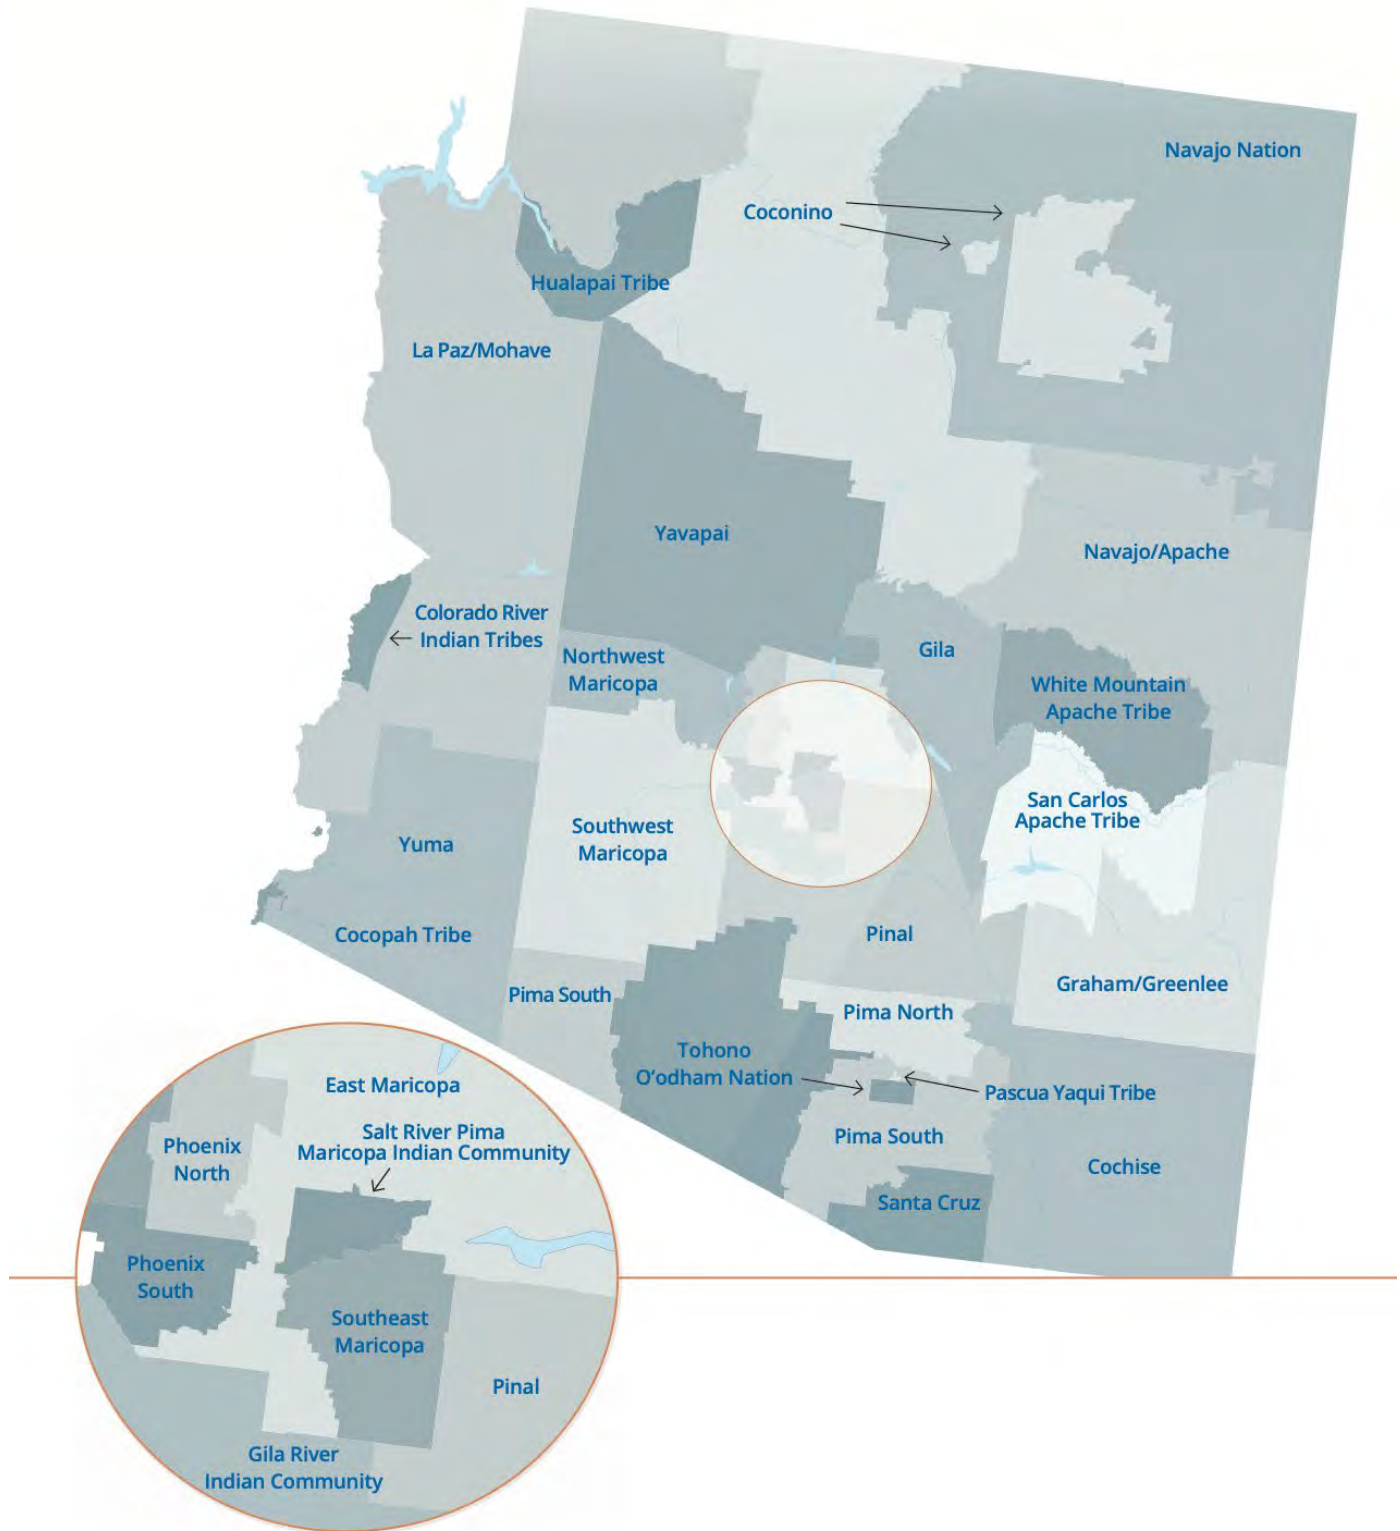 Navajo Nation
Coconino
Hualapai Tribe
La Paz/Mohave
Yavapai
Navajo/Apache
Colorado River
Indian Tribes
Gila
Northwest
Maricopa
White Mountain
Apache Tribe
San Carlos
Apache Tribe
Southwest
Maricopa
Yuma
Cocopah Tribe
Pinal
Graham/Greenlee
Pima South
Pima North
Tohono
O'odham Nation
Pascua Yaqui Tribe
Pima South
Cochise
Santa Cruz
East Maricopa
Salt River Pima
Maricopa Indian Community
Phoenix
North
Phoenix
South
Southeast
Maricopa
Pinal
Gila River
Indian Community